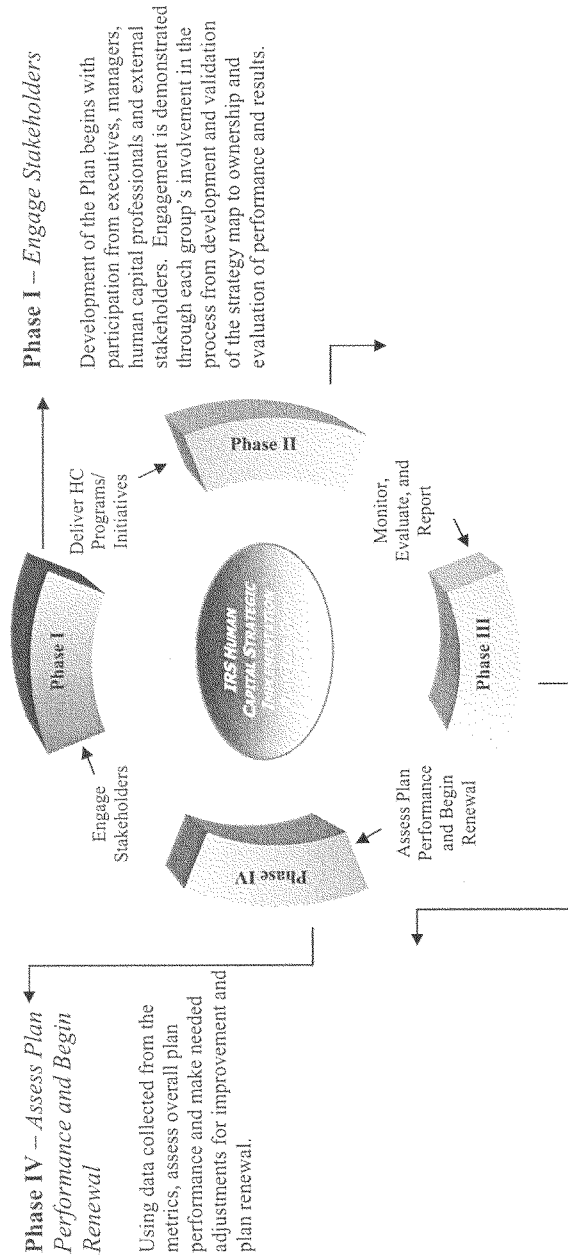 Phase I – Engage Stakeholders
Development of the Plan begins with
participation from executives, managers,
human capital professionals and external
stakeholders. Engagement is demonstrated
through each group's involvement in the
process from development and validation
of the strategy map to ownership and
evaluation of performance and results.
Phase I
Engage
Stakeholders
Deliver HC
Programs/
Initiatives
Phase II
IRS HUMAN
CAPITAL STRATEGIC
Monitor,
Evaluate, and
Report
Phase III
Assess Plan
Performance
and Begin
Renewal
Phase IV
Phase IV – Assess Plan
Performance and Begin
Renewal
Using data collected from the
metrics, assess overall plan
performance and make needed
adjustments for improvement and
plan renewal.